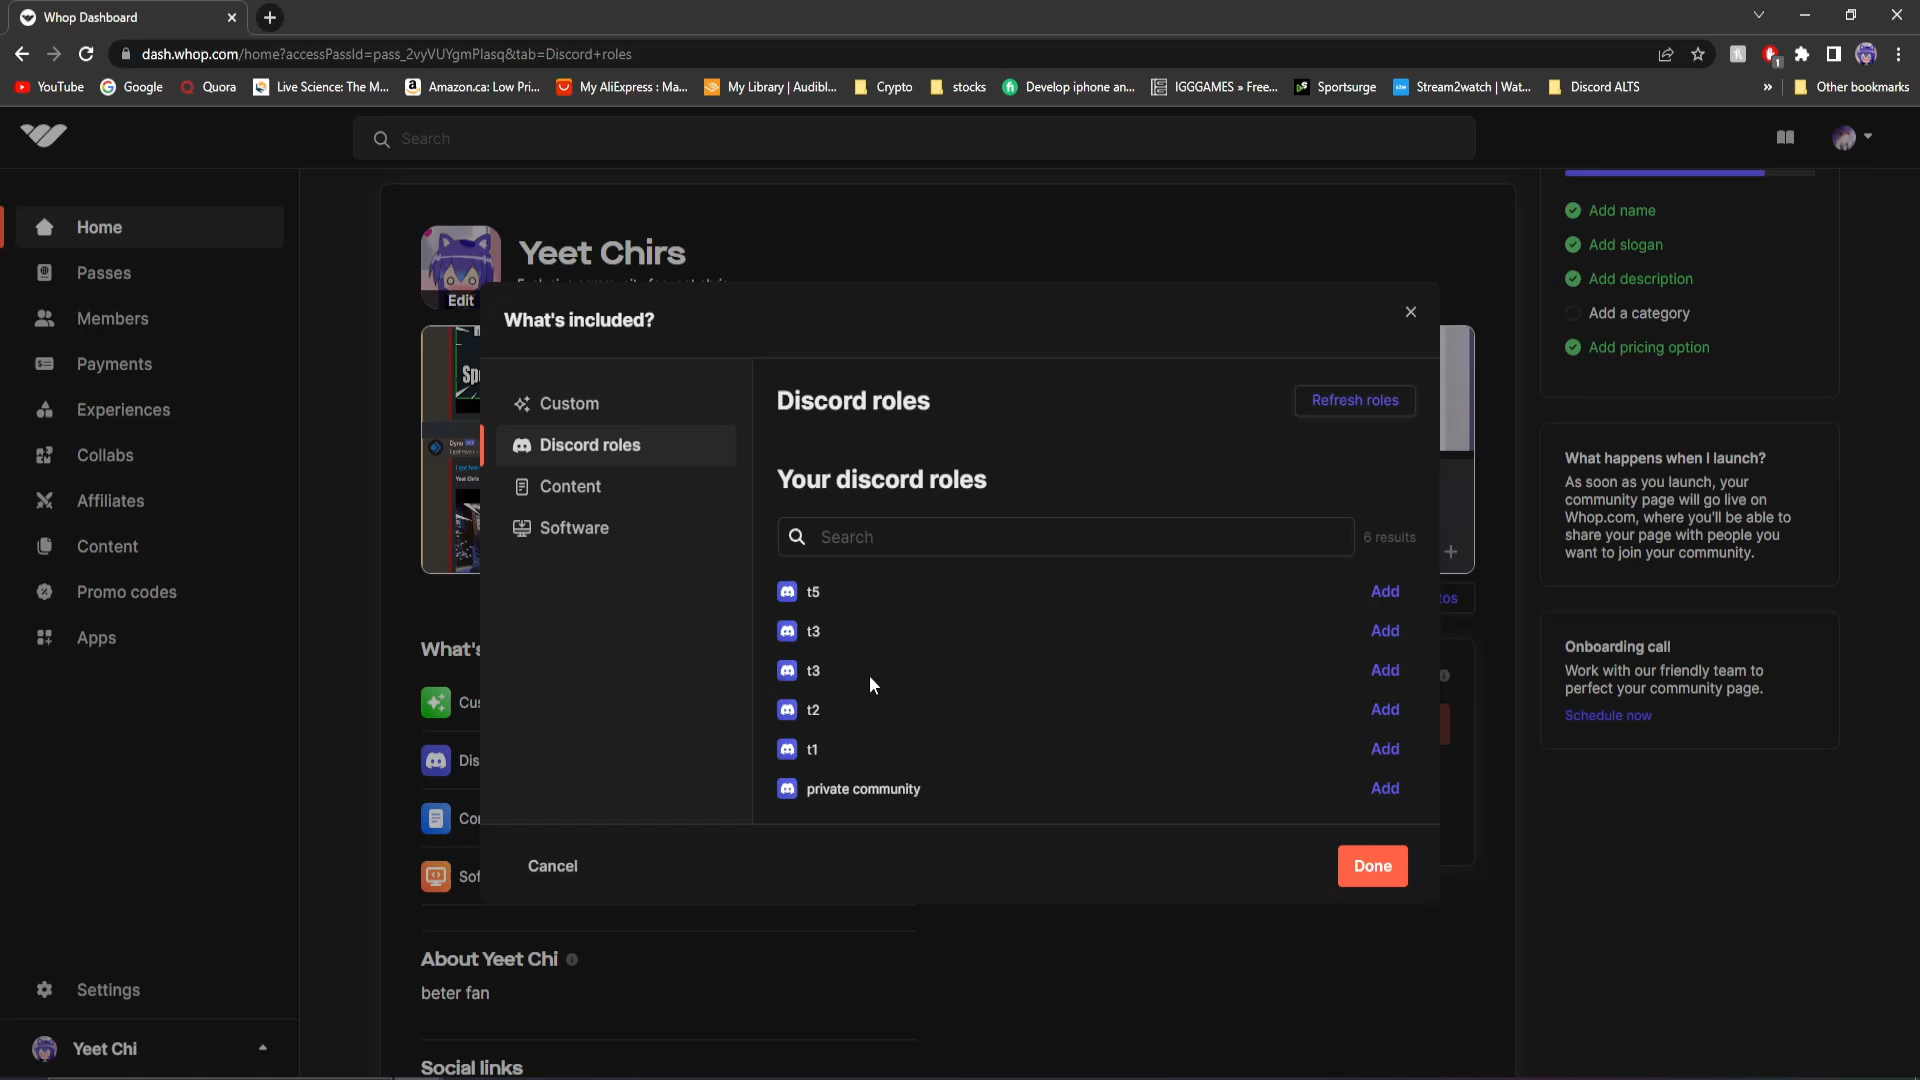 Whop Dashboard
dash.whop.com/home?accessPassId=pass_2vyVUYgmPlasq&tab=Discord+roles
1
YouTube
Google
Quora
Live Science: The M...
Amazon.ca: Low Pri...
My AliExpress : Ma...
My Library | Audibl...
Crypto
stocks
Develop iphone an...
IGGGAMES » Free...
Sportsurge
Stream2watch | Wat...
Discord ALTS
»
Other bookmarks
Search
Home
Passes
Members
Payments
Experiences
Collabs
Affiliates
Content
Promo codes
Apps
Settings
Yeet Chi
Yeet Chirs
Edit
What's included?
Custom
Discord roles
Content
Software
Discord roles
Refresh roles
Your discord roles
Search
6 results
t5 Add
t3 Add
t3 Add
t2 Add
t1 Add
private community Add
Cancel
Done
What's
Cus
Dis
Co
Sof
About Yeet Chi
beter fan
Social links
Add name
Add slogan
Add description
Add a category
Add pricing option
What happens when I launch?
As soon as you launch, your
community page will go live on
Whop.com, where you'll be able to
share your page with people you
want to join your community.
Onboarding call
Work with our friendly team to
perfect your community page.
Schedule now